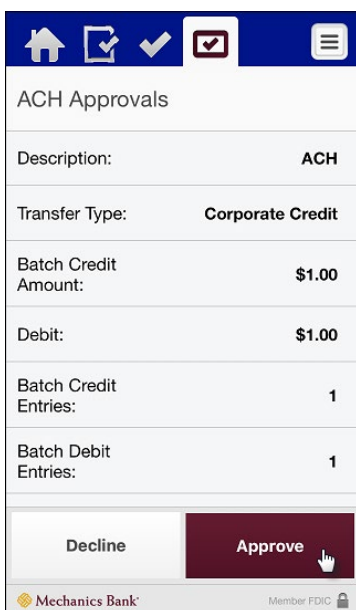 ACH Approvals
Description: ACH
Transfer Type: Corporate Credit
Batch Credit
Amount: $1.00
Debit: $1.00
Batch Credit
Entries: 1
Batch Debit
Entries: 1
Decline Approve
Mechanics Bank Member FDIC